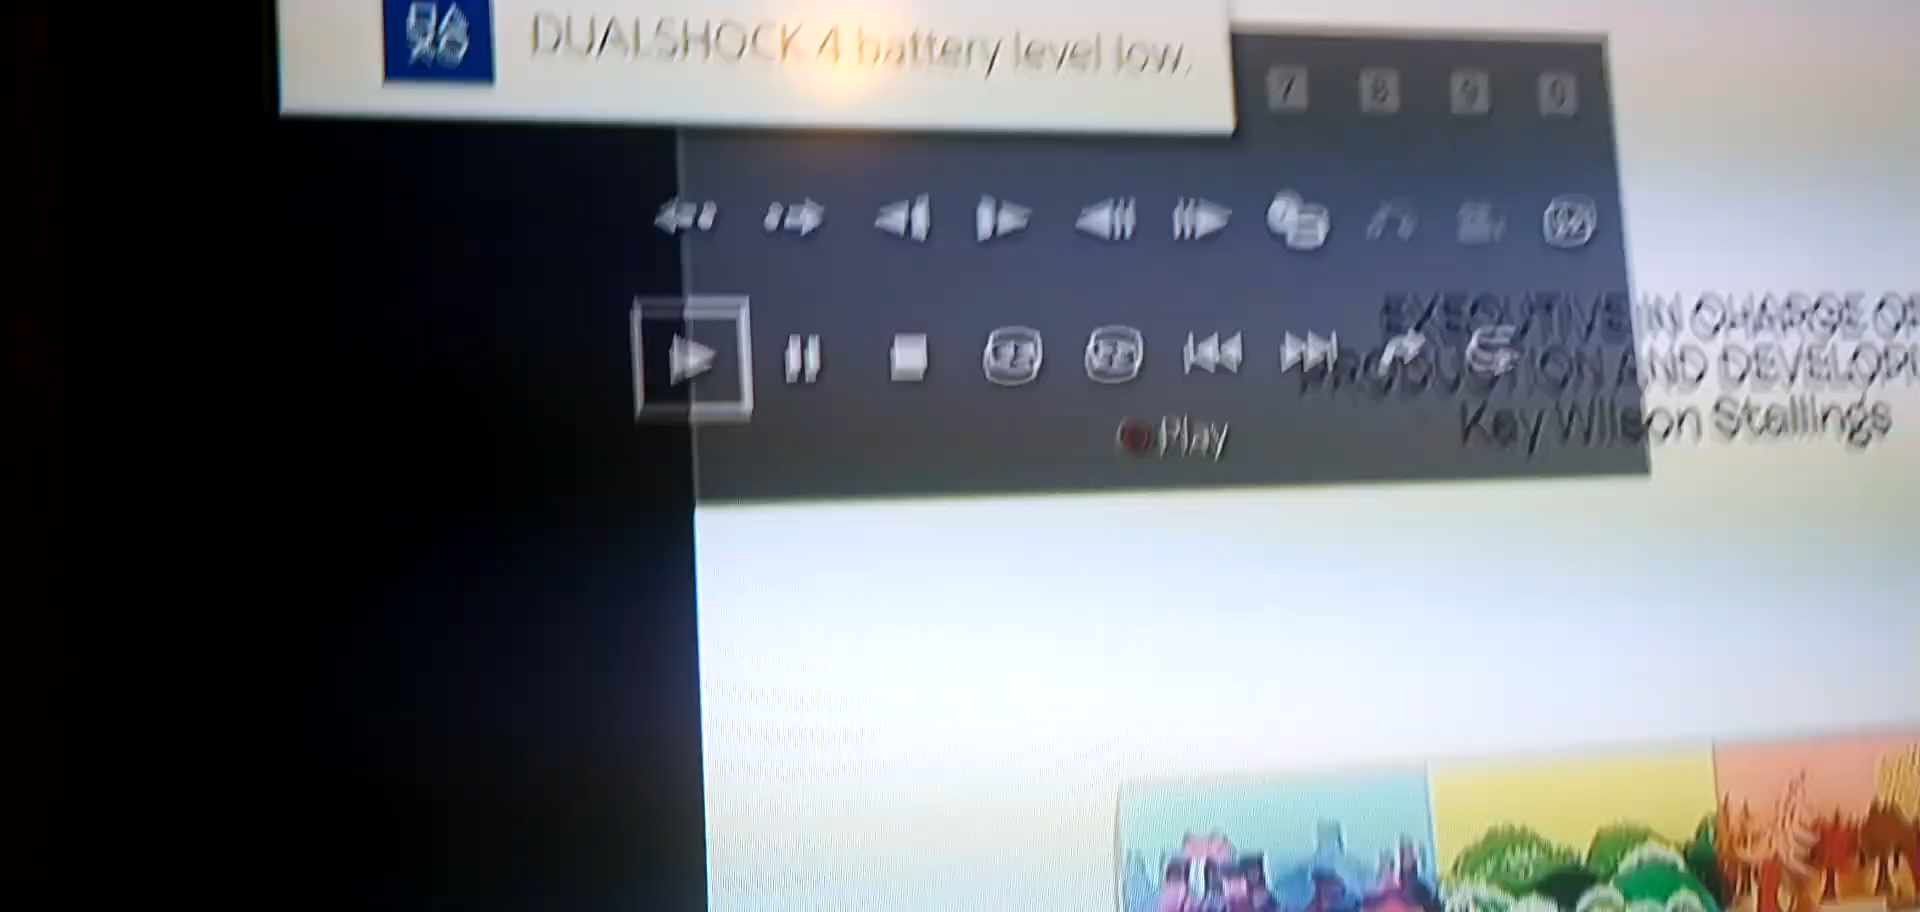 DUALSHOCK 4 battery level low.
7 8 9 0
EXECUTIVE IN CHARGE OF
PRODUCTION AND DEVELOP
Play
Kay Wilson Stallings